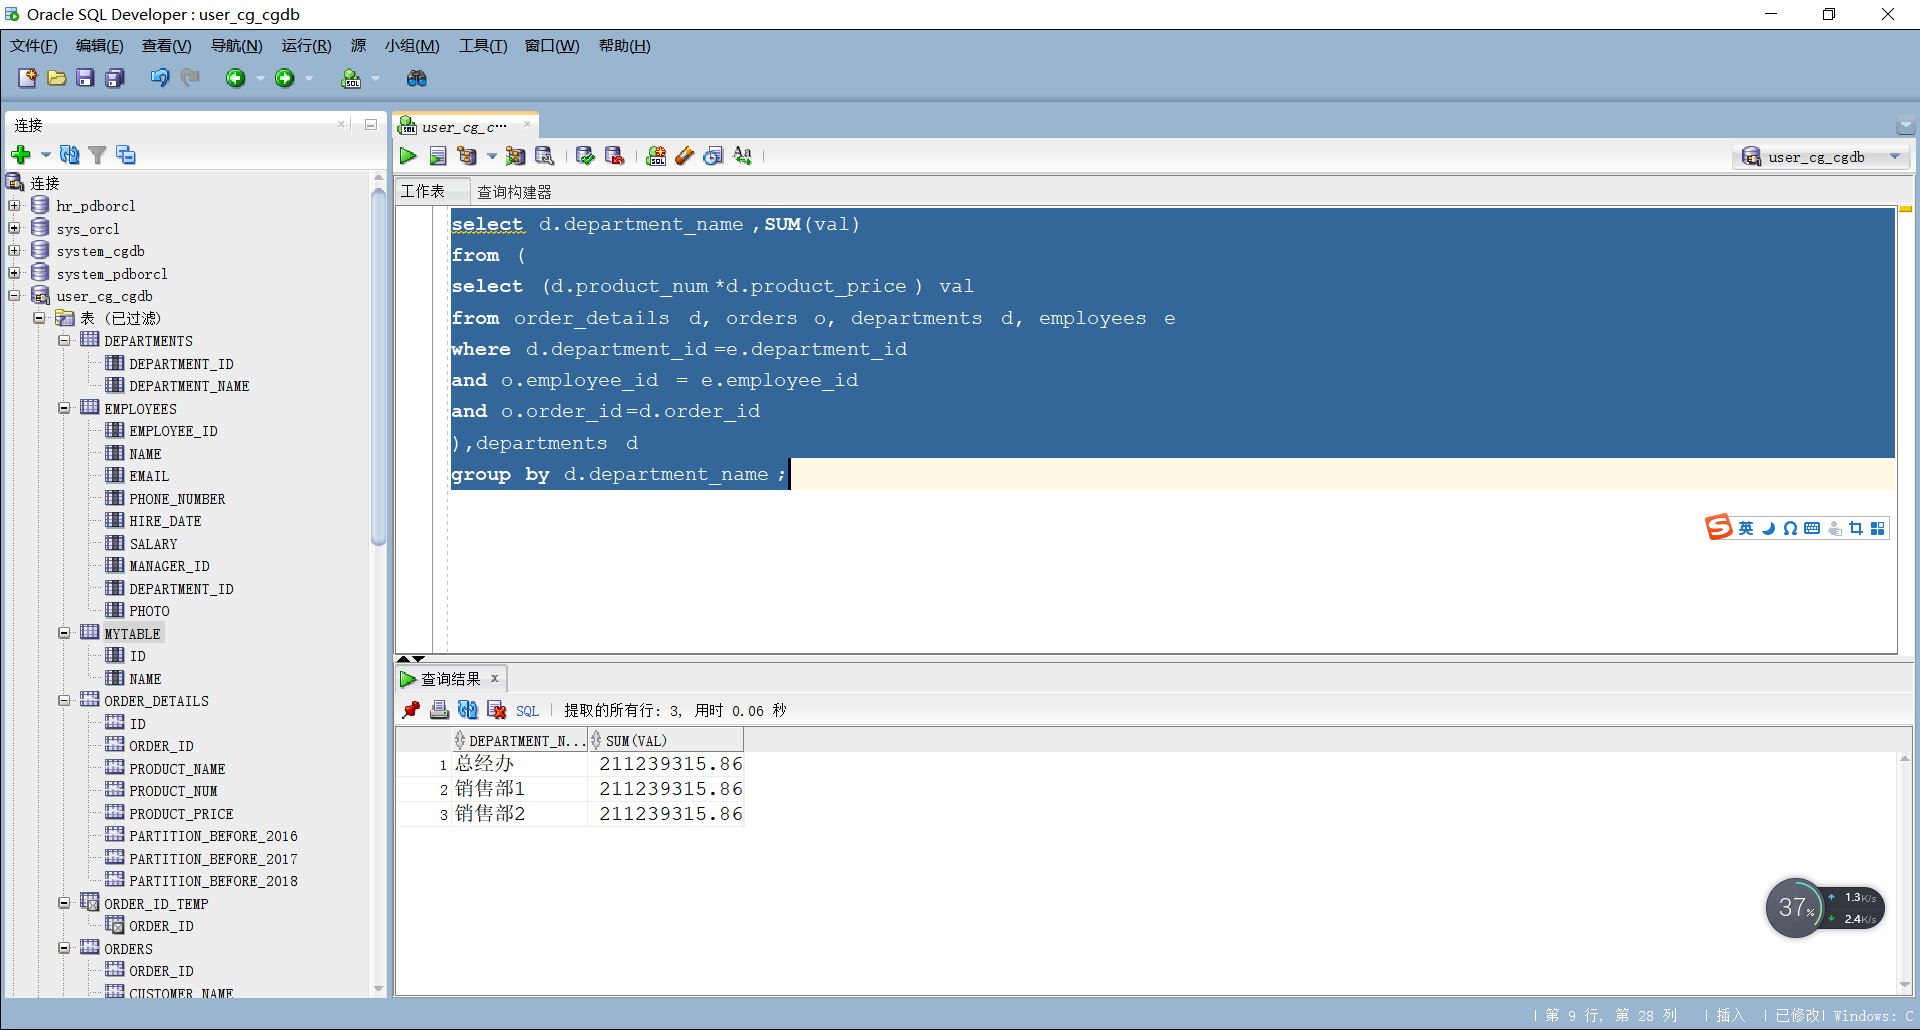 Oracle SQL Developer : user_cg_cgdb
文件(F) 编辑(E) 查看(V) 导航(N) 运行(R) 源 小组(M) 工具(T) 窗口(W) 帮助(H)
连接
user_cg_c…
user_cg_cgdb
工作表 查询构建器
连接
hr_pdborcl
sys_orcl
system_cgdb
system_pdborcl
user_cg_cgdb
表 (已过滤)
DEPARTMENTS
DEPARTMENT_ID
DEPARTMENT_NAME
EMPLOYEES
EMPLOYEE_ID
NAME
EMAIL
PHONE_NUMBER
HIRE_DATE
SALARY
MANAGER_ID
DEPARTMENT_ID
PHOTO
MYTABLE
ID
NAME
ORDER_DETAILS
ID
ORDER_ID
PRODUCT_NAME
PRODUCT_NUM
PRODUCT_PRICE
PARTITION_BEFORE_2016
PARTITION_BEFORE_2017
PARTITION_BEFORE_2018
ORDER_ID_TEMP
ORDER_ID
ORDERS
ORDER_ID
CUSTOMER_NAME
select d.department_name,SUM(val)
from (
select (d.product_num*d.product_price) val
from order_details d, orders o, departments d, employees e
where d.department_id=e.department_id
and o.employee_id = e.employee_id
and o.order_id=d.order_id
),departments d
group by d.department_name;
英
查询结果
SQL 提取的所有行: 3, 用时 0.06 秒
DEPARTMENT_N... SUM(VAL)
1 总经办 211239315.86
2 销售部1 211239315.86
3 销售部2 211239315.86
37%
1.3K/s
2.4K/s
第 9 行, 第 28 列 插入 已修改 Windows: C